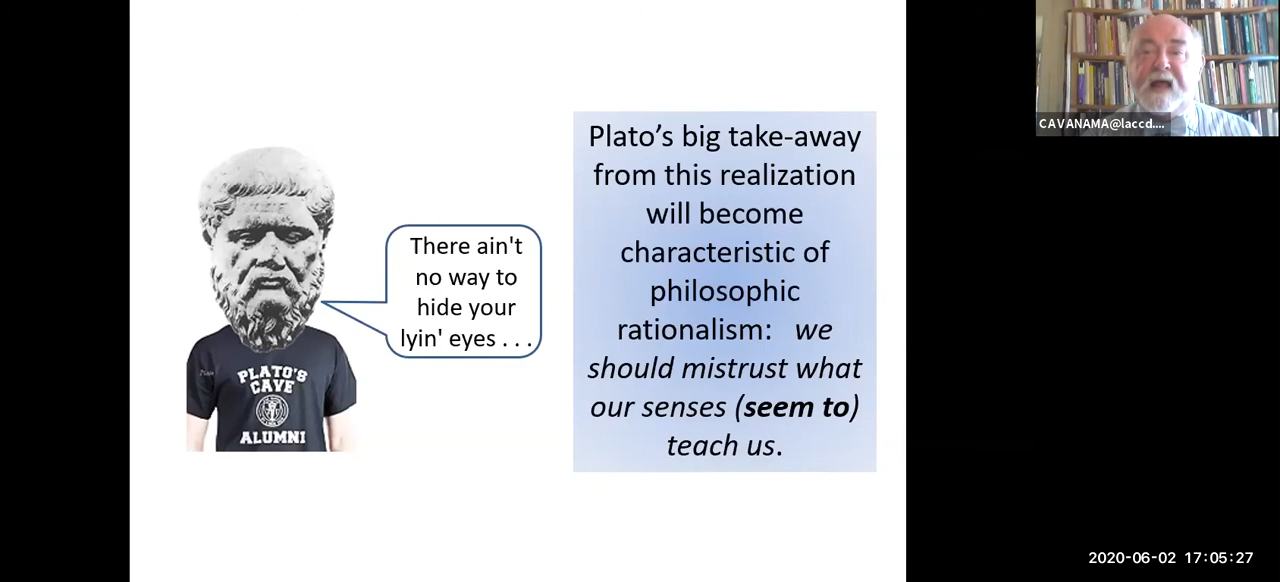 There ain't
no way to
hide your
lyin' eyes . . .
PLATO'S
CAVE
ALUMNI
Plato’s big take-away
from this realization
will become
characteristic of
philosophic
rationalism: we
should mistrust what
our senses (seem to)
teach us.
CAVANAMA@laccd....
2020-06-02 17:05:27